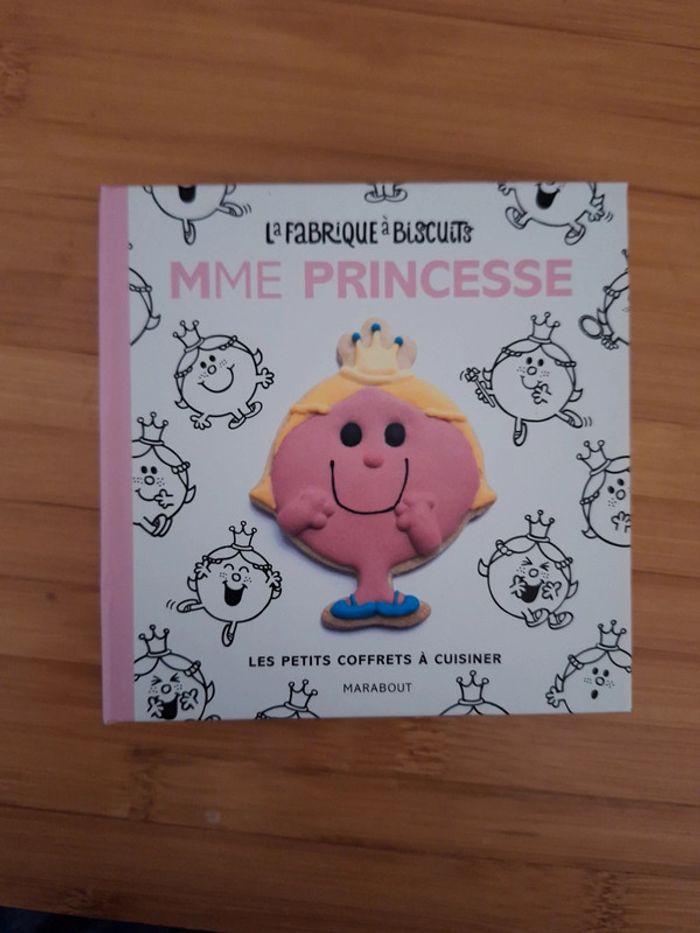 La FABRiQUE à BiSCUiTS
MME PRINCESSE
LES PETITS COFFRETS À CUISINER
MARABOUT